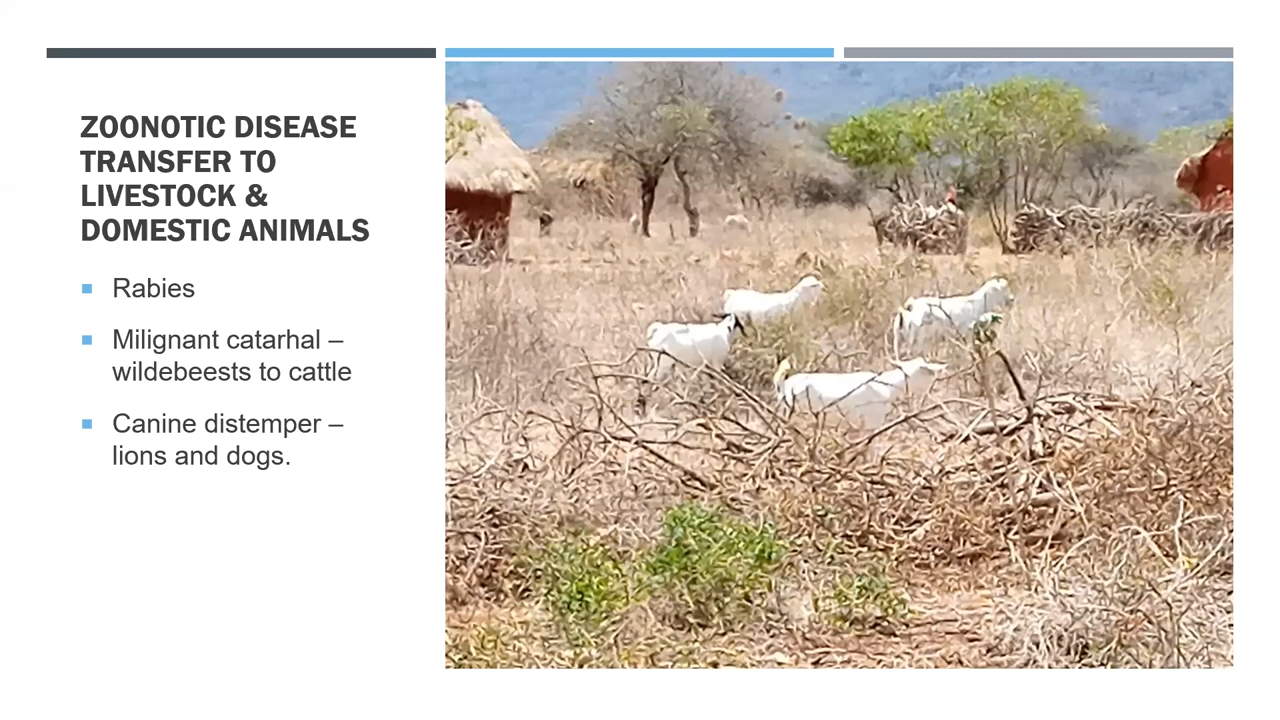 ZOONOTIC DISEASE
TRANSFER TO
LIVESTOCK &
DOMESTIC ANIMALS
Rabies
Milignant catarhal –
wildebeests to cattle
Canine distemper –
lions and dogs.